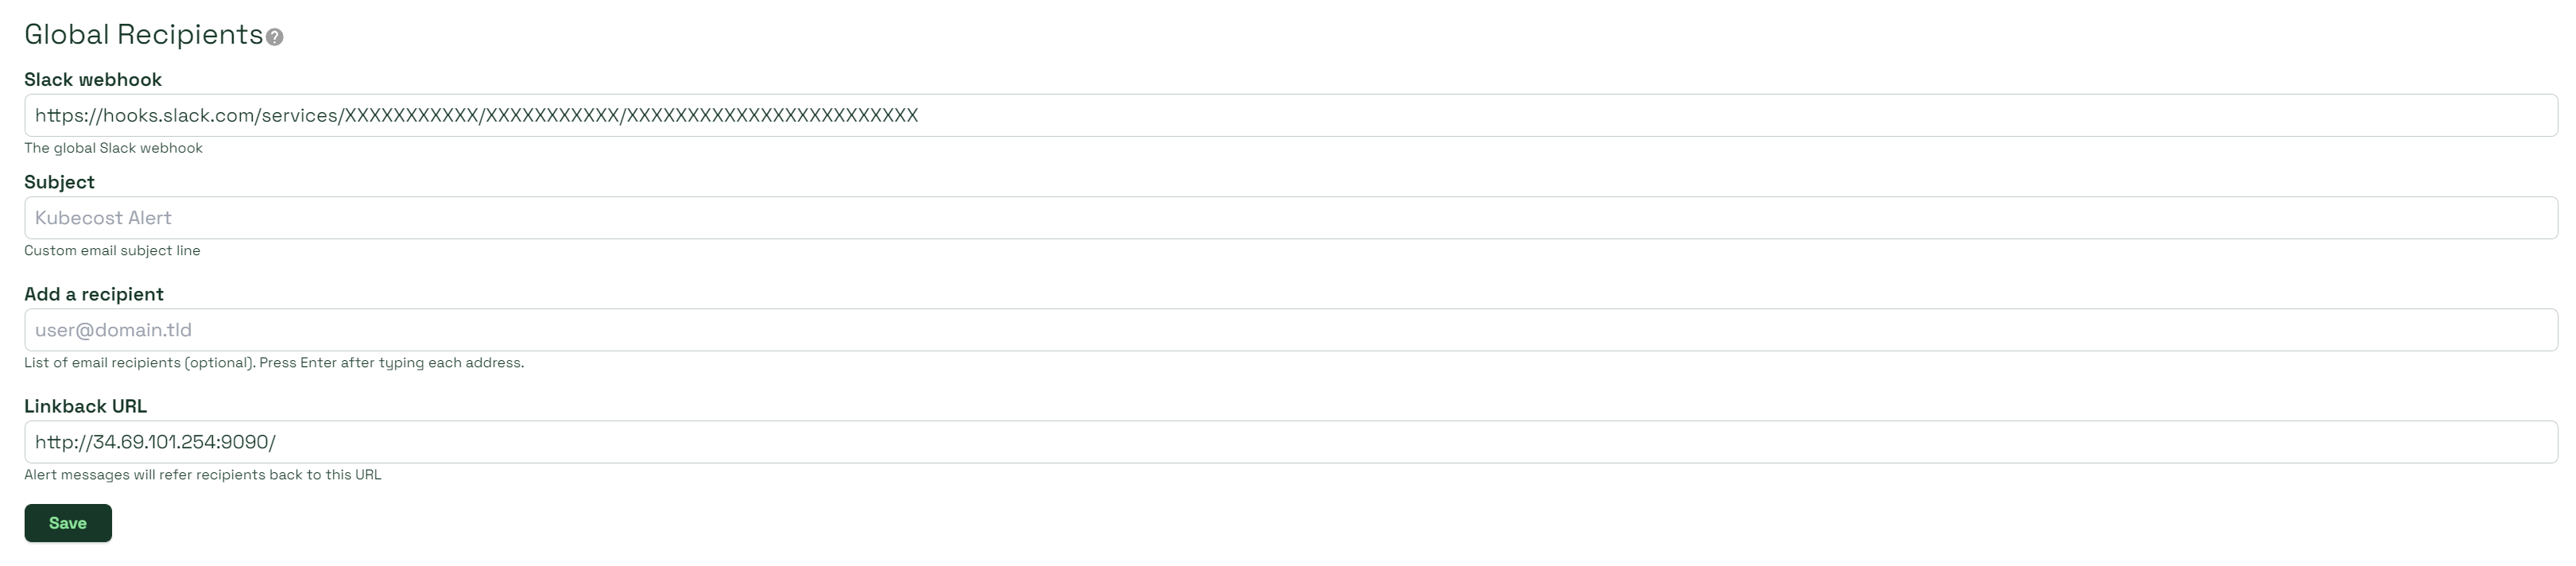 Global Recipients
Slack webhook
https://hooks.slack.com/services/XXXXXXXXXXX/XXXXXXXXXXX/XXXXXXXXXXXXXXXXXXXXXXXX
The global Slack webhook
Subject
Kubecost Alert
Custom email subject line
Add a recipient
user@domain.tld
List of email recipients (optional). Press Enter after typing each address.
Linkback URL
http://34.69.101.254:9090/
Alert messages will refer recipients back to this URL
Save